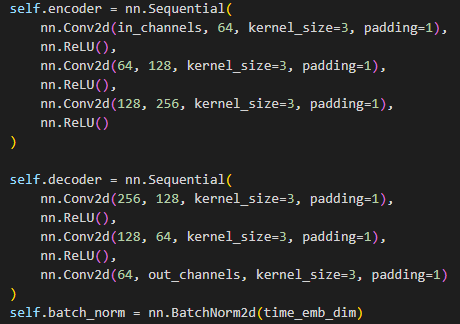 self.encoder = nn.Sequential(
    nn.Conv2d(in_channels, 64, kernel_size=3, padding=1),
    nn.ReLU(),
    nn.Conv2d(64, 128, kernel_size=3, padding=1),
    nn.ReLU(),
    nn.Conv2d(128, 256, kernel_size=3, padding=1),
    nn.ReLU()
)
self.decoder = nn.Sequential(
    nn.Conv2d(256, 128, kernel_size=3, padding=1),
    nn.ReLU(),
    nn.Conv2d(128, 64, kernel_size=3, padding=1),
    nn.ReLU(),
    nn.Conv2d(64, out_channels, kernel_size=3, padding=1)
)
self.batch_norm = nn.BatchNorm2d(time_emb_dim)